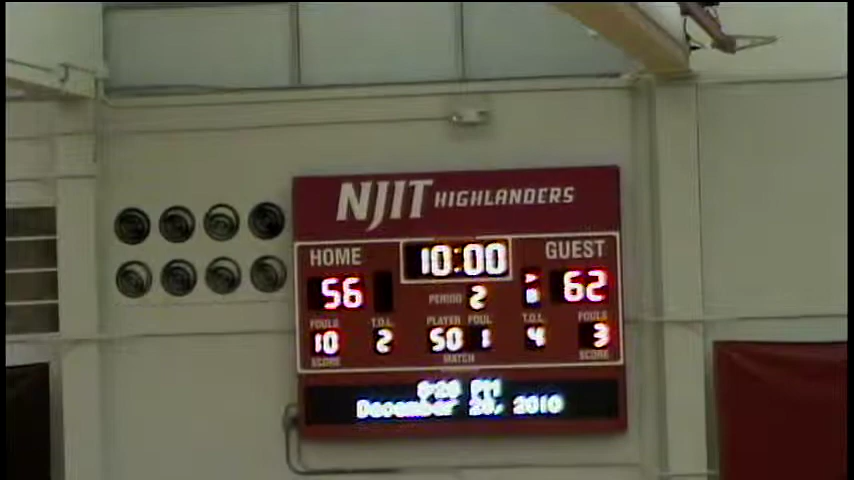 NJIT HIGHLANDERS
HOME 10:00 GUEST
56 PERIOD 2 62
FOULS T.O.L. PLAYER FOUL T.O.L. FOULS
10 2 50 1 4 3
SCORE MATCH SCORE
PM
December 2010